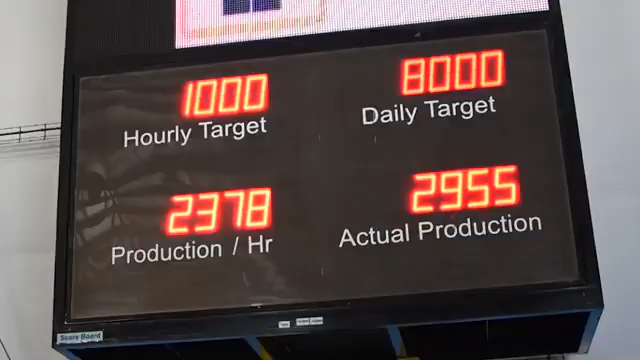 1000
Hourly Target
8000
Daily Target
2378
Production / Hr
2955
Actual Production
Score Board